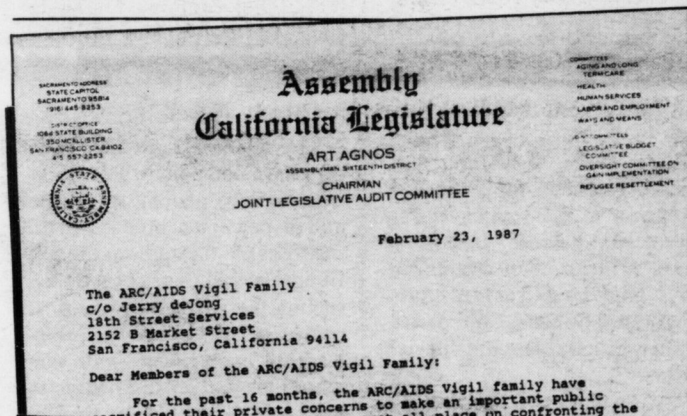 SACRAMENTO ADDRESS
STATE CAPITOL
SACRAMENTO 95814
(916) 445-8253
DISTRICT OFFICE
1064 STATE BUILDING
350 MCALLISTER
SAN FRANCISCO CA 94102
415 557-2253
Assembly
California Legislature
ART AGNOS
ASSEMBLYMAN SIXTEENTH DISTRICT
CHAIRMAN
JOINT LEGISLATIVE AUDIT COMMITTEE
COMMITTEES
AGING AND LONG
TERM CARE
HEALTH
HUMAN SERVICES
LABOR AND EMPLOYMENT
WAYS AND MEANS
JOINT COMMITTEES
LEGISLATIVE BUDGET
COMMITTEE
OVERSIGHT COMMITTEE ON
GAIN IMPLEMENTATION
REFUGEE RESETTLEMENT
February 23, 1987
The ARC/AIDS Vigil Family
c/o Jerry deJong
18th Street Services
2152 B Market Street
San Francisco, California 94114
Dear Members of the ARC/AIDS Vigil Family:
For the past 16 months, the ARC/AIDS Vigil family have
sacrificed their private concerns to make an important public
all place on confronting the